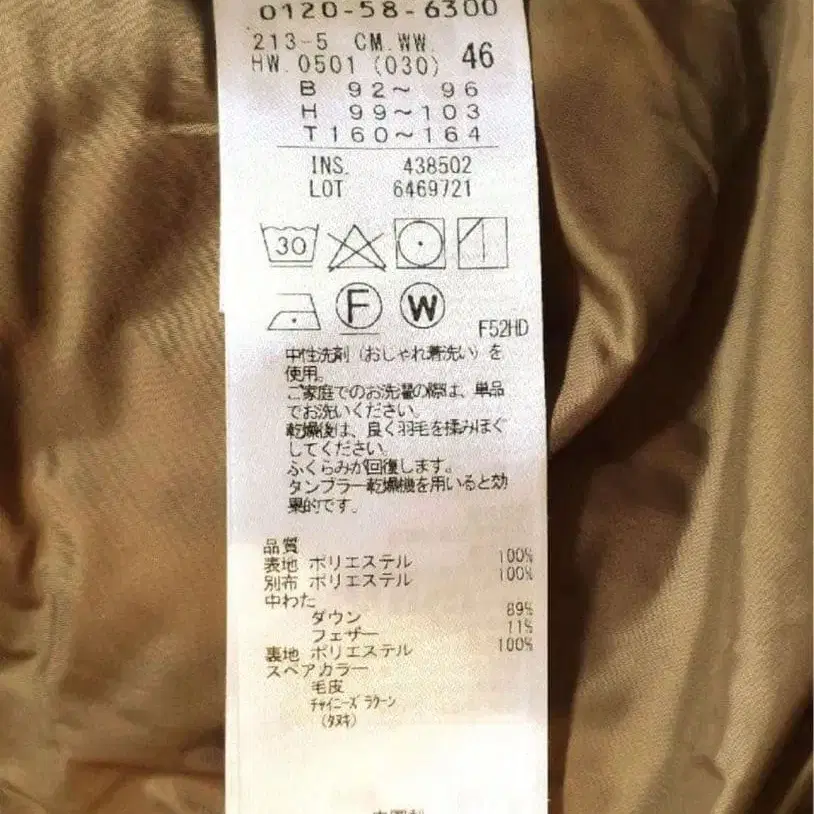 0120-58-6300
213-5 CM.WW.
HW.0501(030) 46
B 92~ 96
H 99~103
T160~164
INS. 438502
LOT 6469721
30
F W F52HD
中性洗剤(おしゃれ着洗い)を
使用。
ご家庭でのお洗濯の際は、単品
でお洗いください。
乾燥後は、良く羽毛を揉みほぐ
してください。
ふくらみが回復します。
タンブラー乾燥機を用いると効
果的です。
品質
表地 ポリエステル 100%
別布 ポリエステル 100%
中わた
ダウン 89%
フェザー 11%
裏地 ポリエステル 100%
スペアカラー
毛皮
チャイニーズラクーン
(タヌキ)